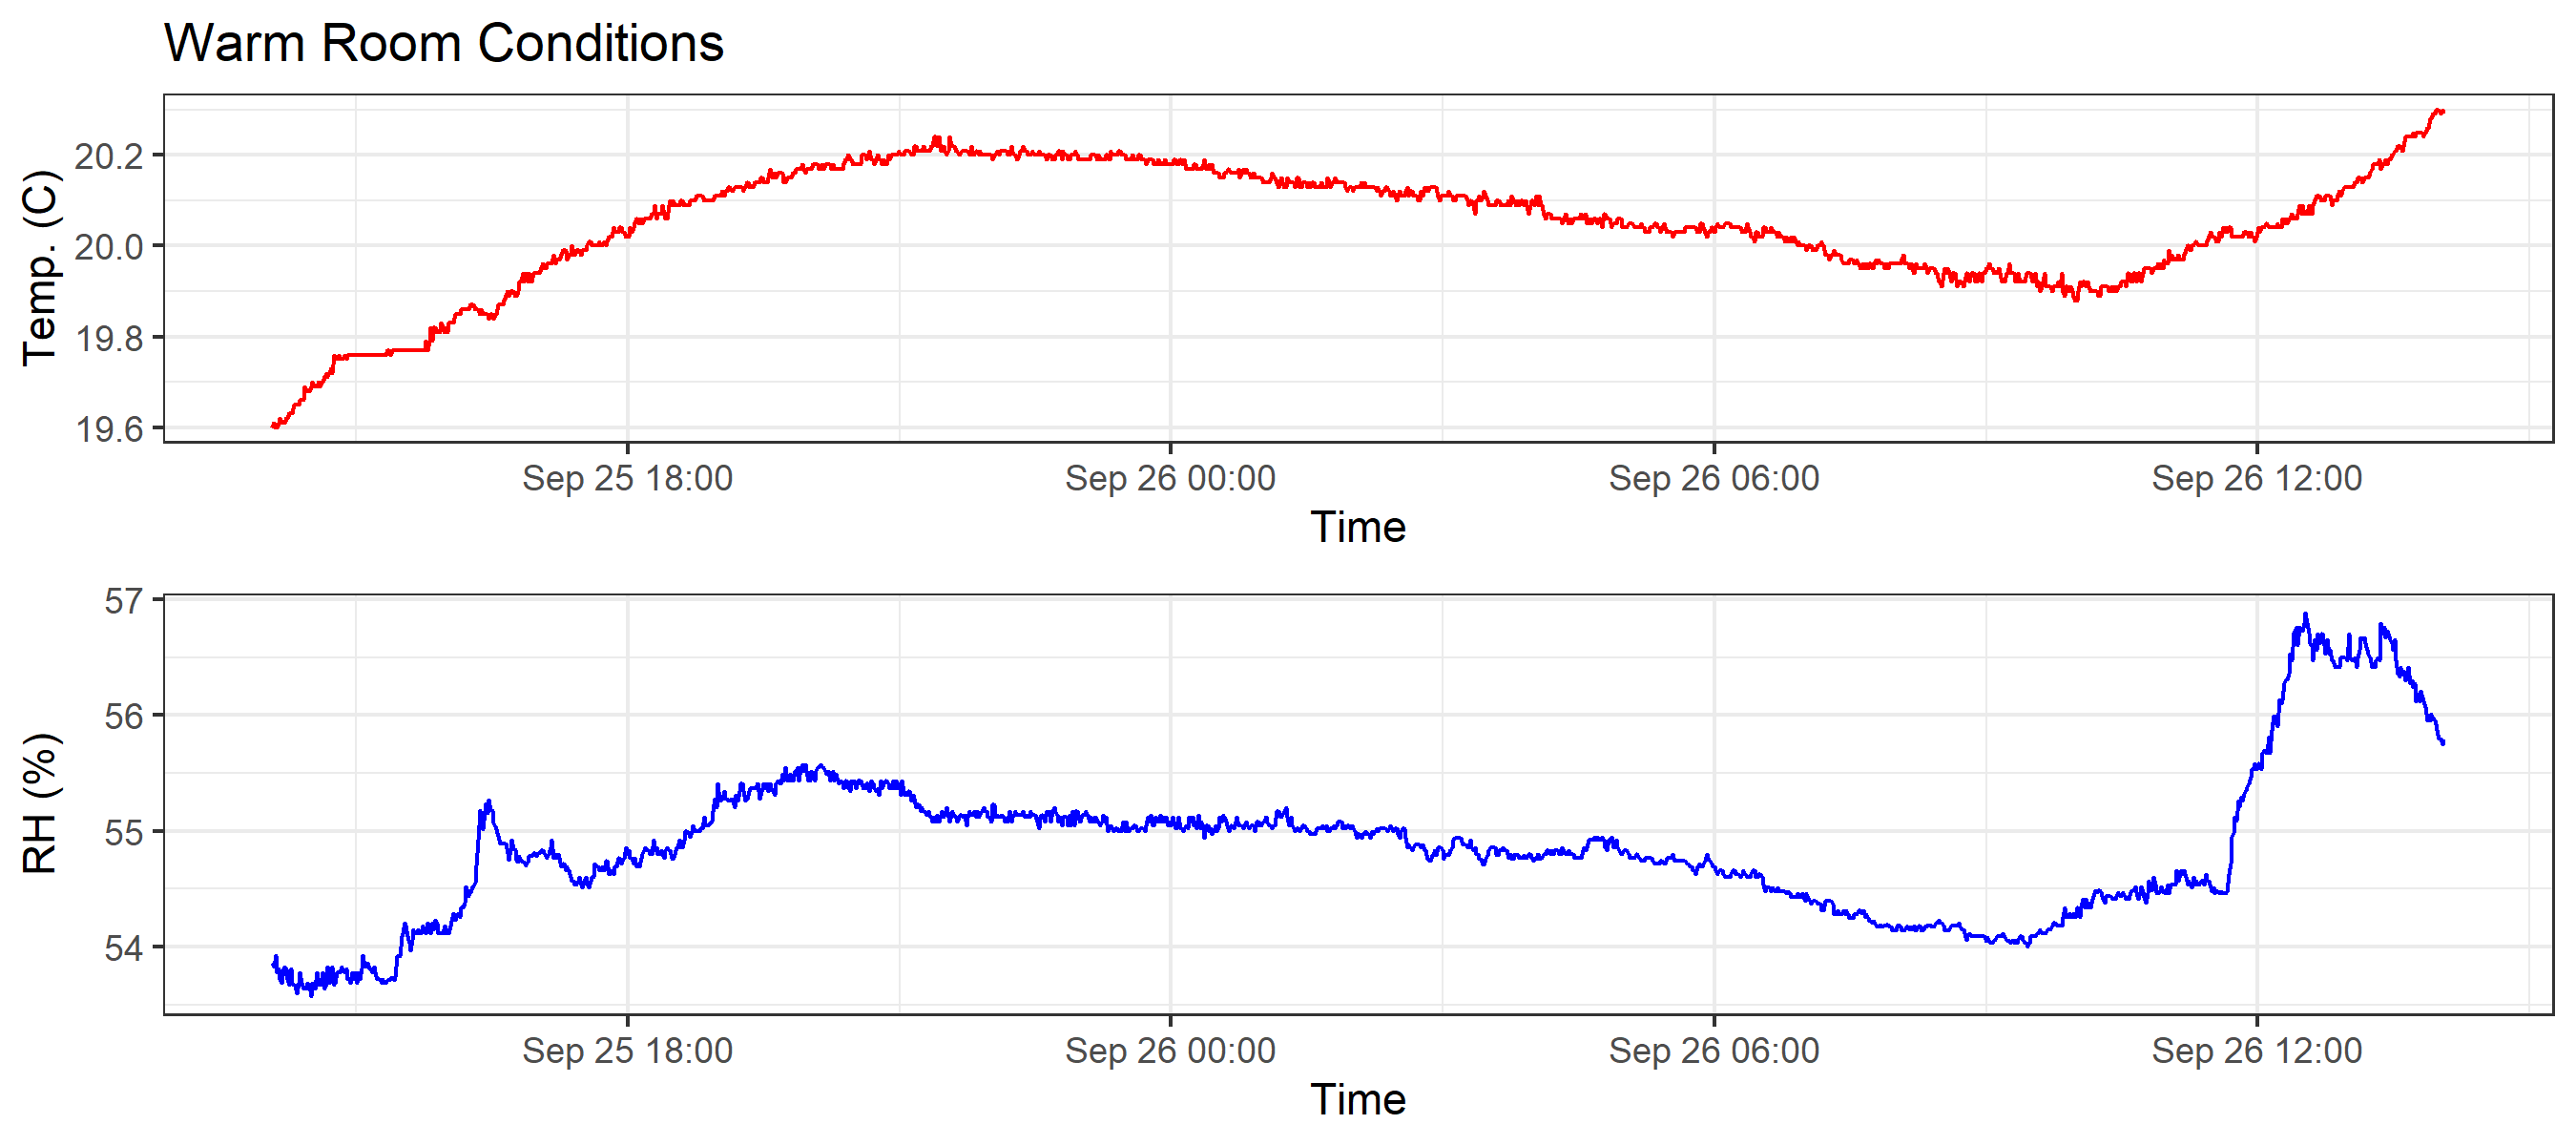 Warm Room Conditions
Temp. (C)
20.2
20.0
19.8
19.6
Sep 25 18:00 Sep 26 00:00 Sep 26 06:00 Sep 26 12:00
Time
RH (%)
57
56
55
54
Sep 25 18:00 Sep 26 00:00 Sep 26 06:00 Sep 26 12:00
Time